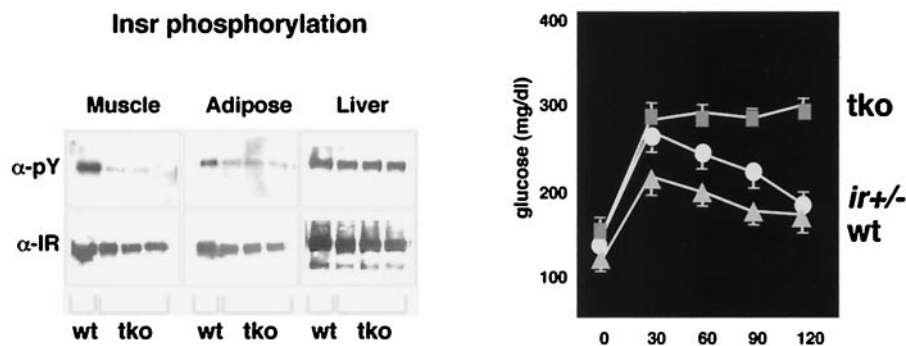 Insr phosphorylation
Muscle Adipose Liver
α-pY
α-IR
wt tko wt tko wt tko
glucose (mg/dl)
400
300
200
100
0 30 60 90 120
tko
ir+/-
wt